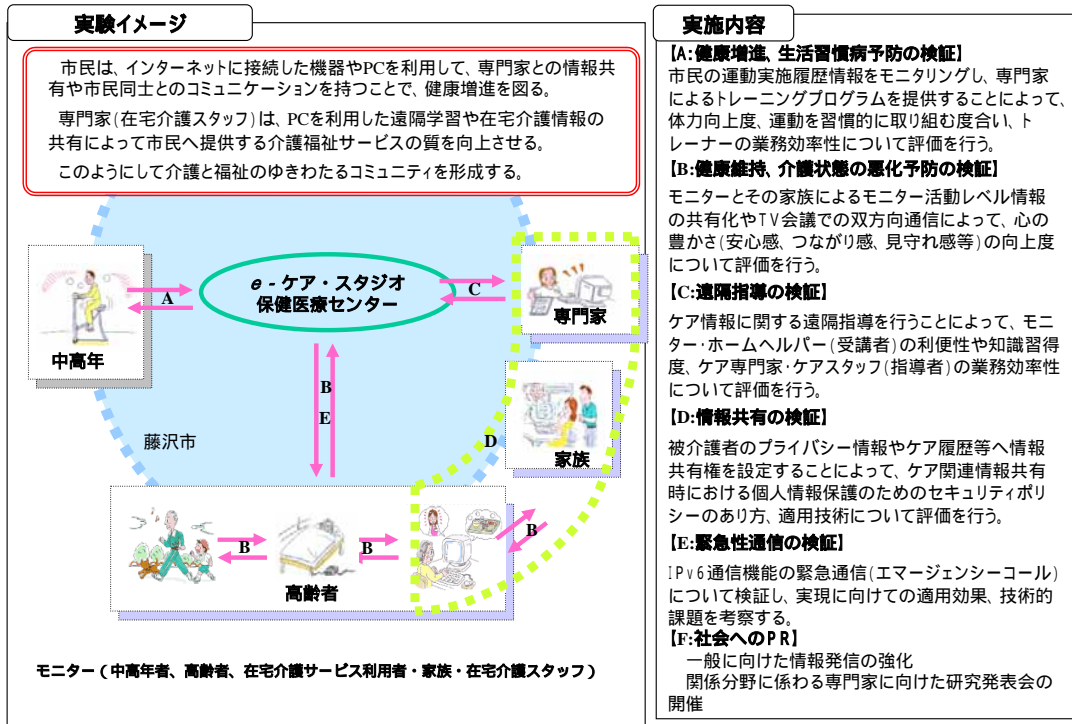 実験イメージ
市民は、インターネットに接続した機器やPCを利用して、専門家との情報共
有や市民同士とのコミュニケーションを持つことで、健康増進を図る。
専門家(在宅介護スタッフ)は、PCを利用した遠隔学習や在宅介護情報の
共有によって市民へ提供する介護福祉サービスの質を向上させる。
このようにして介護と福祉のゆきわたるコミュニティを形成する。
e-ケア・スタジオ
保健医療センター
A
C
専門家
中高年
B
E
藤沢市
D
家族
B
B
B
高齢者
モニター(中高年者、高齢者、在宅介護サービス利用者・家族・在宅介護スタッフ)
実施内容
【A:健康増進、生活習慣病予防の検証】
市民の運動実施履歴情報をモニタリングし、専門家
によるトレーニングプログラムを提供することによって、
体力向上度、運動を習慣的に取り組む度合い、ト
レーナーの業務効率性について評価を行う。
【B:健康維持、介護状態の悪化予防の検証】
モニターとその家族によるモニター活動レベル情報
の共有化やTV会議での双方向通信によって、心の
豊かさ(安心感、つながり感、見守れ感等)の向上度
について評価を行う。
【C:遠隔指導の検証】
ケア情報に関する遠隔指導を行うことによって、モニ
ター・ホームヘルパー(受講者)の利便性や知識習得
度、ケア専門家・ケアスタッフ(指導者)の業務効率性
について評価を行う。
【D:情報共有の検証】
被介護者のプライバシー情報やケア履歴等へ情報
共有権を設定することによって、ケア関連情報共有
時における個人情報保護のためのセキュリティポリ
シーのあり方、適用技術について評価を行う。
【E:緊急性通信の検証】
IPv6通信機能の緊急通信(エマージェンシーコール)
について検証し、実現に向けての適用効果、技術的
課題を考察する。
【F:社会へのPR】
一般に向けた情報発信の強化
関係分野に係わる専門家に向けた研究発表会の
開催